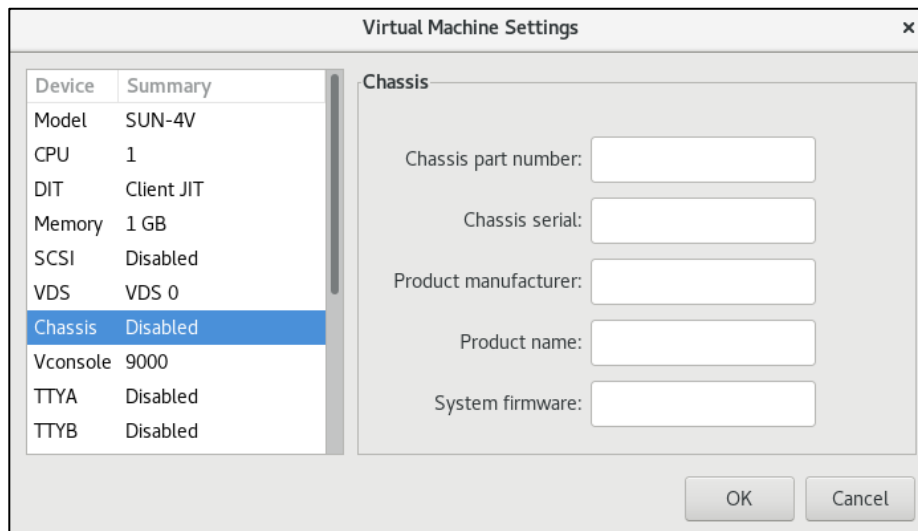 Virtual Machine Settings ×
Device Summary
Model SUN-4V
CPU 1
DIT Client JIT
Memory 1 GB
SCSI Disabled
VDS VDS 0
Chassis Disabled
Vconsole 9000
TTYA Disabled
TTYB Disabled
Chassis
Chassis part number:
Chassis serial:
Product manufacturer:
Product name:
System firmware:
OK Cancel